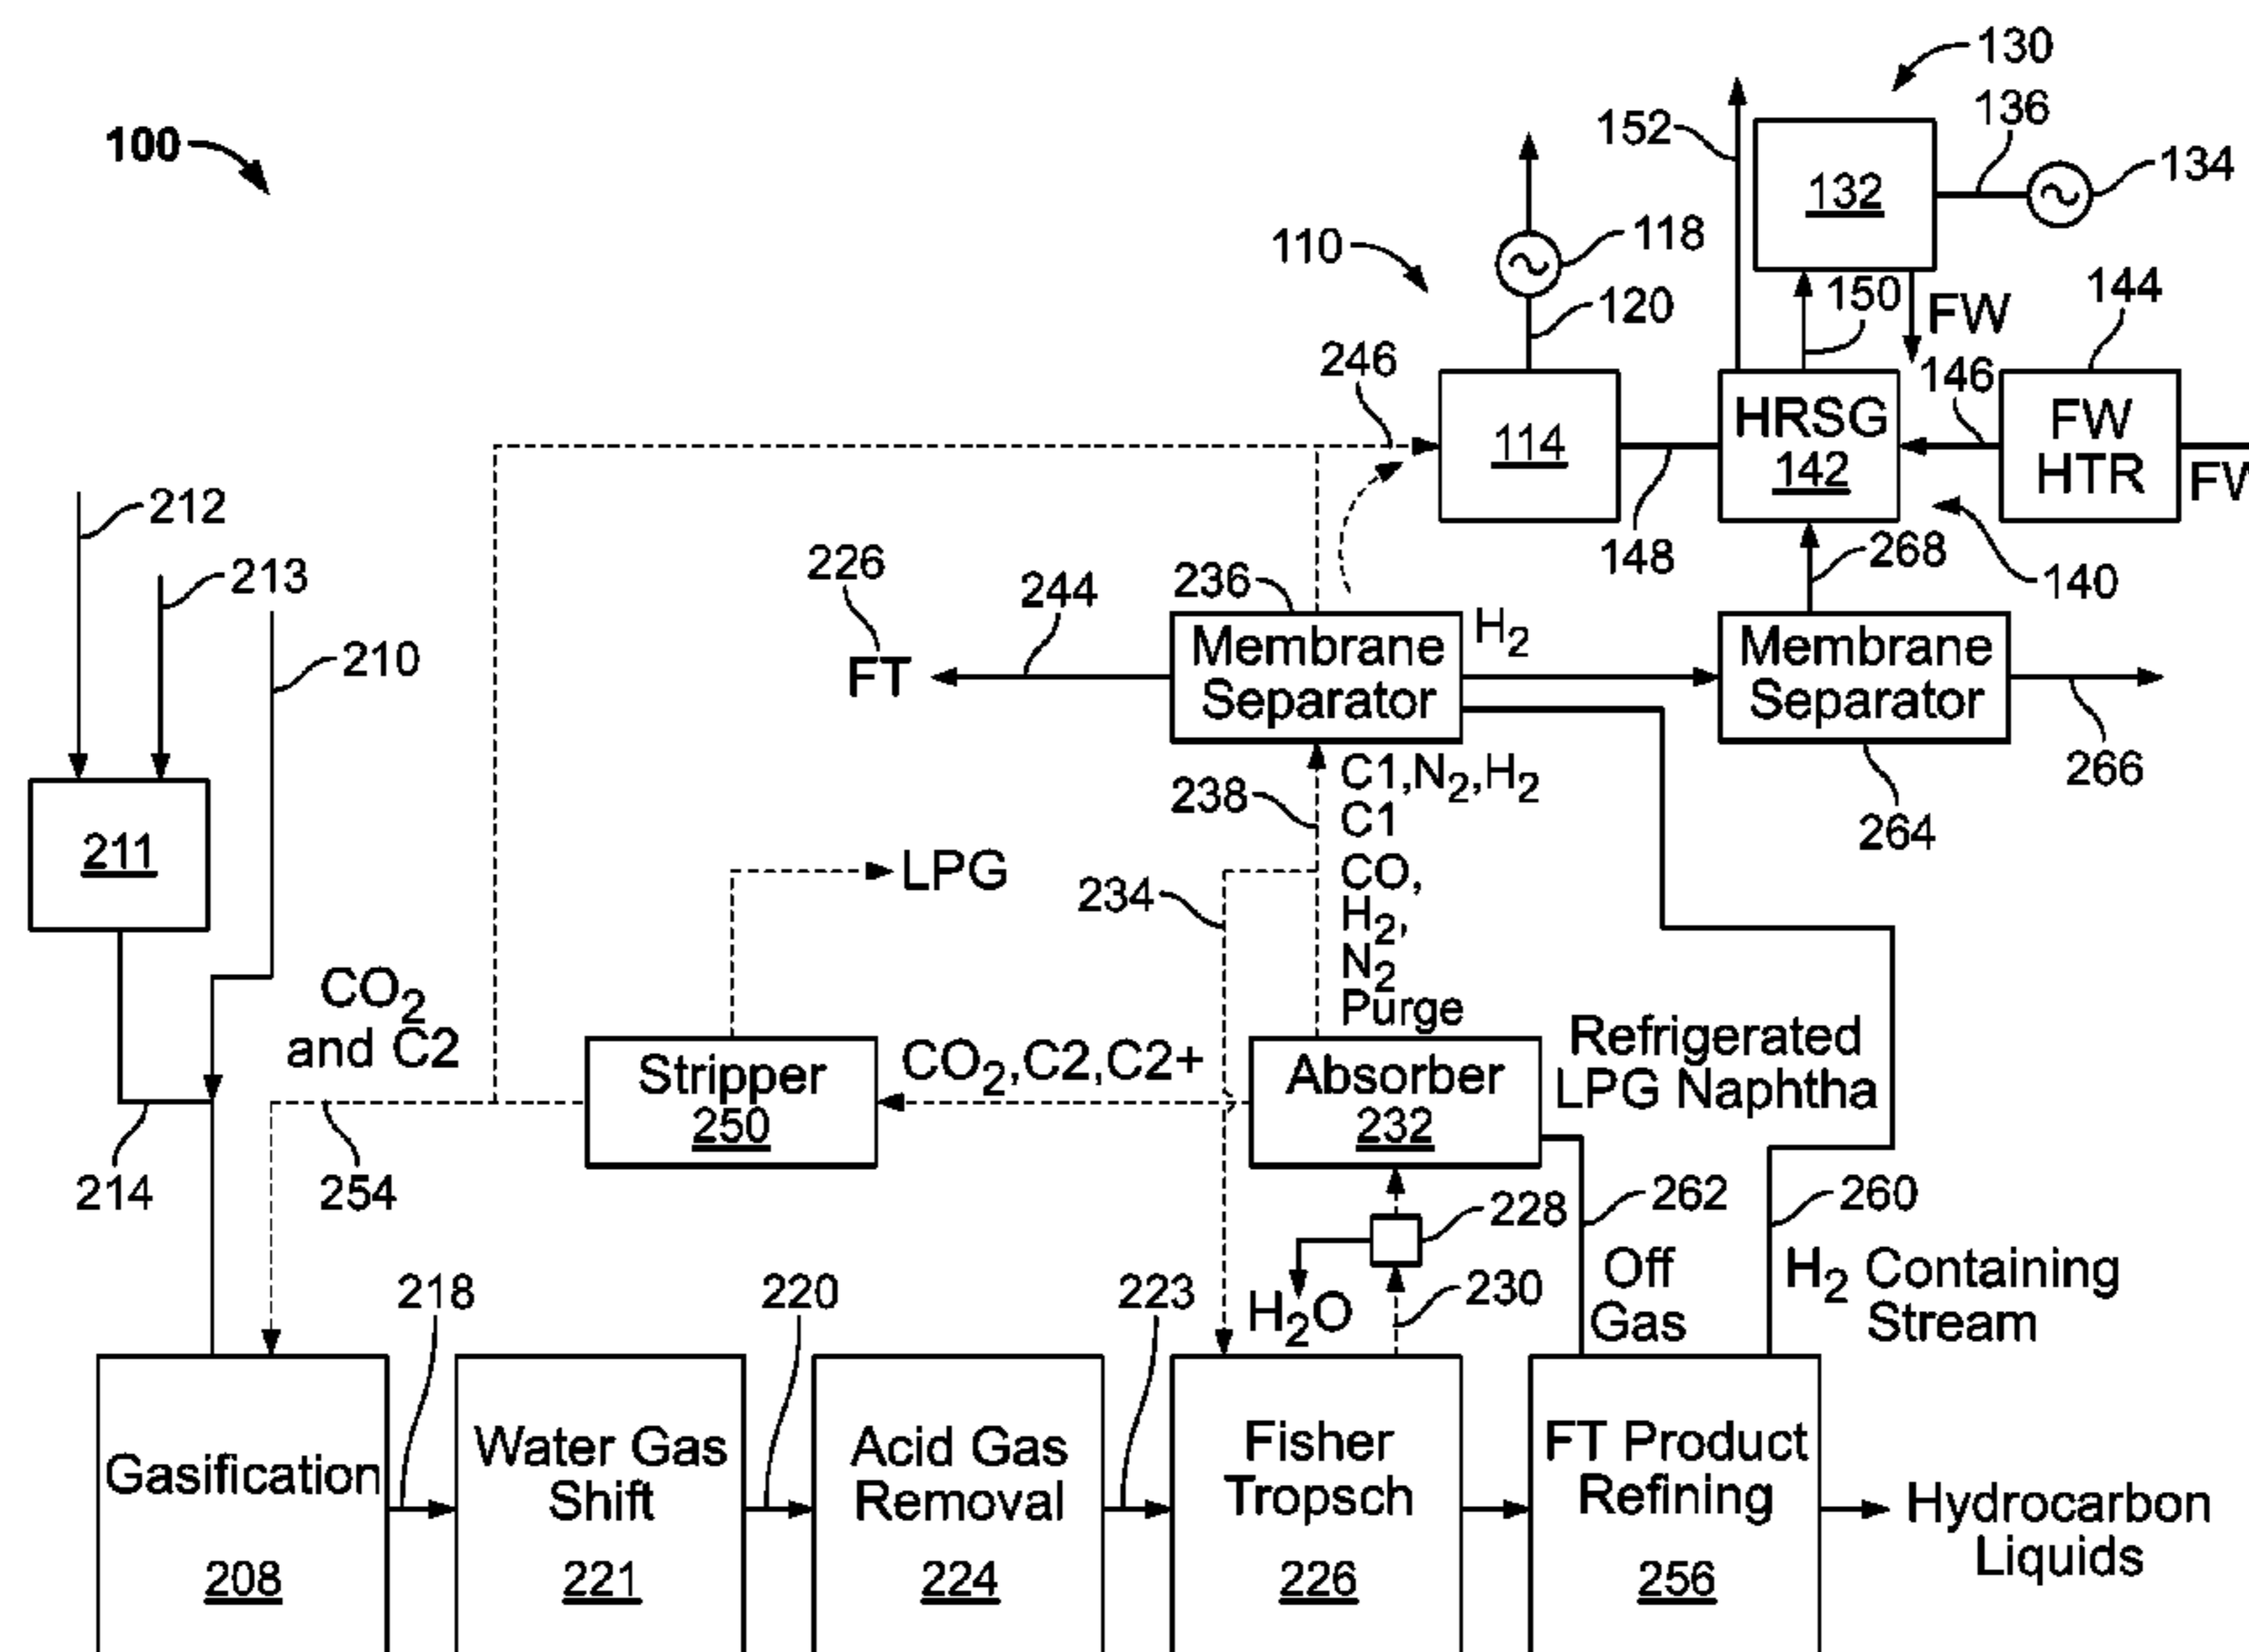 130
136
152
100
132
134
118
110
120
150
FW
144
246
146
114
HRSG
142
FW
HTR
FW
212
213
210
226
244
236
148
268
140
FT
Membrane
Separator
H2
Membrane
Separator
266
264
238
C1,N2,H2
C1
CO,
H2,
N2
Purge
211
LPG
234
CO2
and C2
Stripper
250
CO2,C2,C2+
Absorber
232
Refrigerated
LPG Naphtha
214
254
228
262
260
218
220
223
H2O
230
Off
Gas
H2 Containing
Stream
Gasification
208
Water Gas
Shift
221
Acid Gas
Removal
224
Fisher
Tropsch
226
FT Product
Refining
256
Hydrocarbon
Liquids